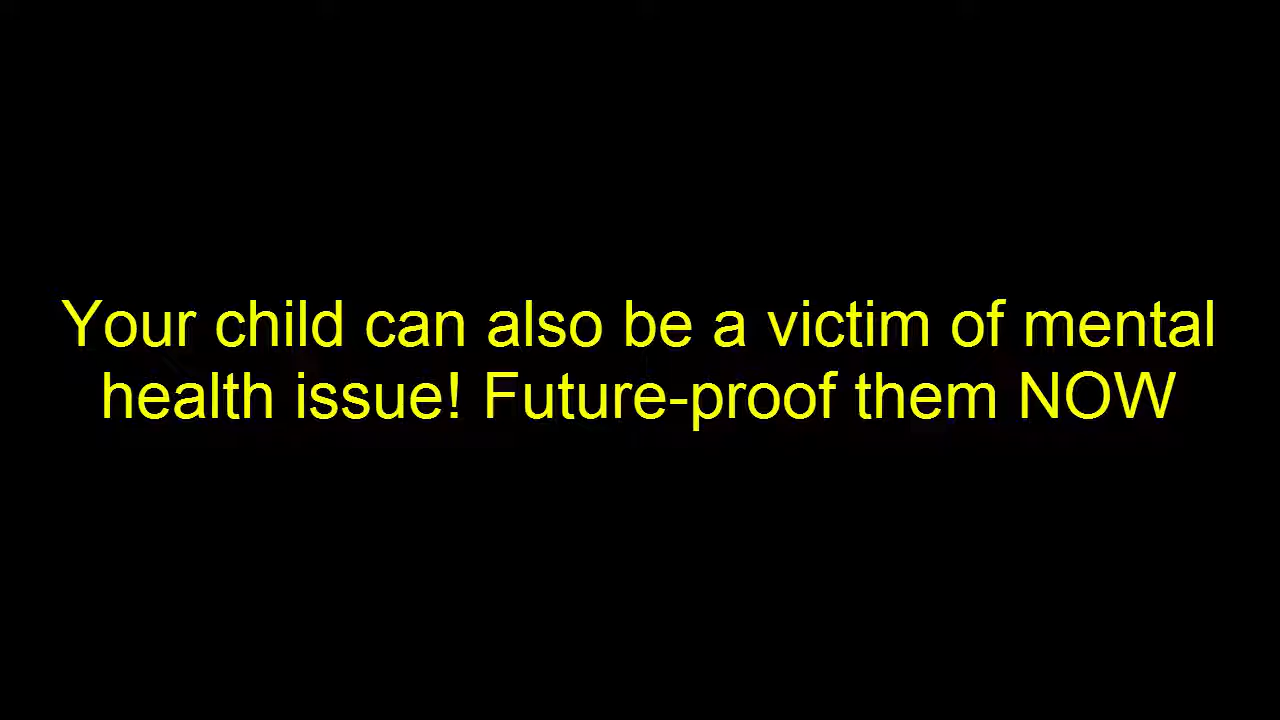 Your child can also be a victim of mental
health issue! Future-proof them NOW